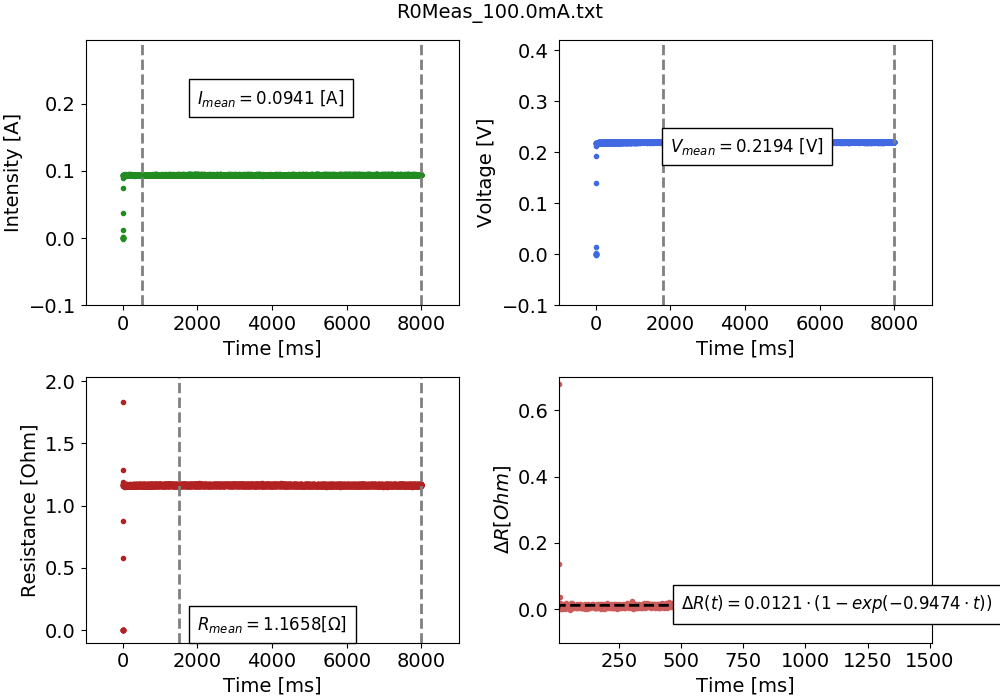 R0Meas_100.0mA.txt
Intensity [A]
0.2
0.1
0.0
−0.1
I_mean = 0.0941 [A]
0 2000 4000 6000 8000
Time [ms]
Voltage [V]
0.4
0.3
0.2
0.1
0.0
−0.1
V_mean = 0.2194 [V]
0 2000 4000 6000 8000
Time [ms]
Resistance [Ohm]
2.0
1.5
1.0
0.5
0.0
R_mean = 1.1658[Ω]
0 2000 4000 6000 8000
Time [ms]
ΔR[Ohm]
0.6
0.4
0.2
0.0
ΔR(t) = 0.0121 · (1 − exp(−0.9474 · t))
250 500 750 1000 1250 1500
Time [ms]